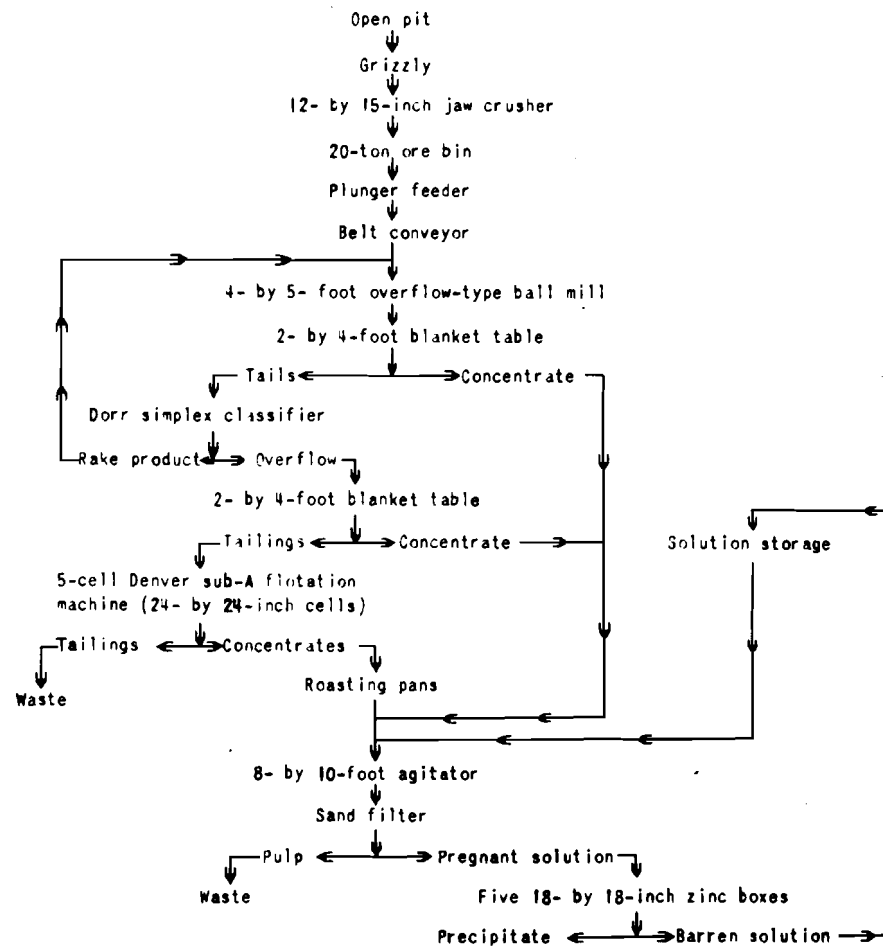 Open pit
Grizzly
12- by 15-inch jaw crusher
20-ton ore bin
Plunger feeder
Belt conveyor
4- by 5- foot overflow-type ball mill
2- by 4-foot blanket table
Tails Concentrate
Dorr simplex classifier
Rake product Overflow
2- by 4-foot blanket table
Tailings Concentrate Solution storage
5-cell Denver sub-A flotation
machine (24- by 24-inch cells)
Tailings Concentrates
Roasting pans
Waste
8- by 10-foot agitator
Sand filter
Pulp Pregnant solution
Waste Five 18- by 18-inch zinc boxes
Precipitate Barren solution